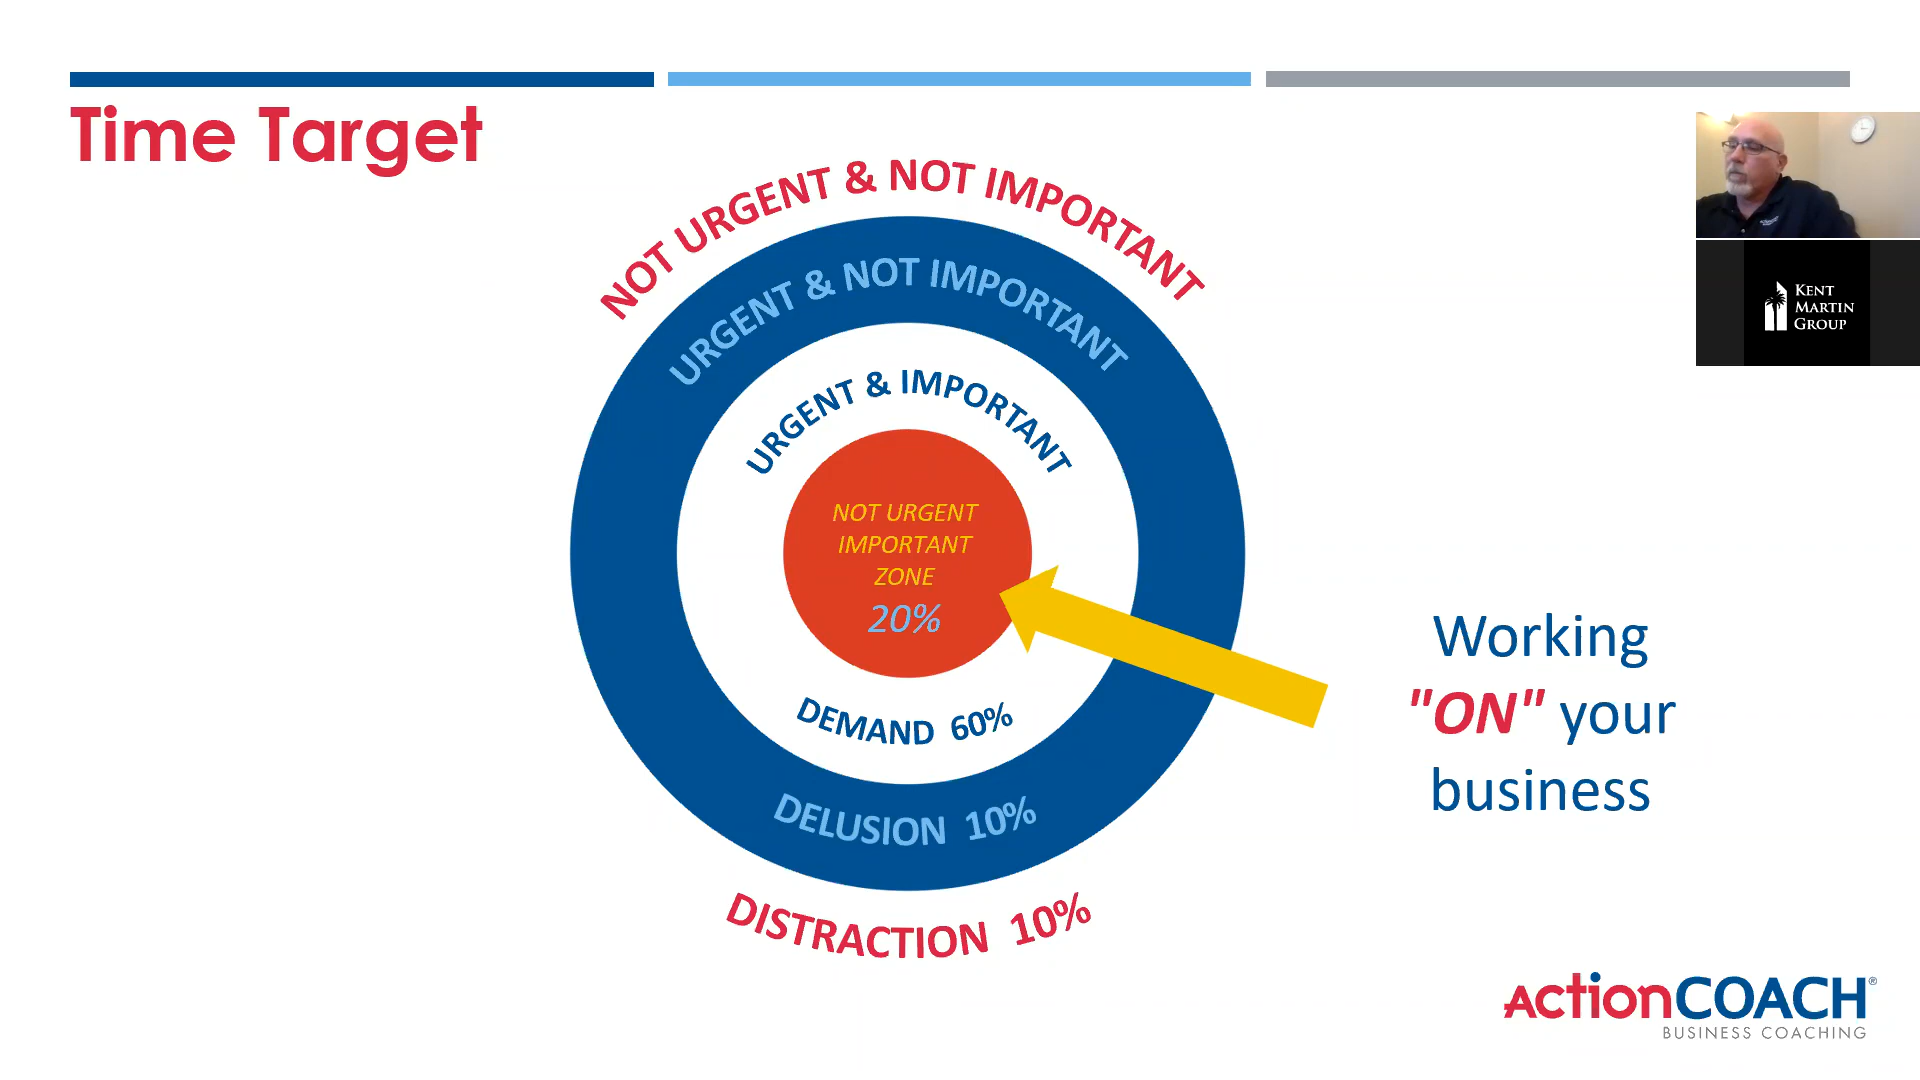 Time Target
NOT URGENT & NOT IMPORTANT
URGENT & NOT IMPORTANT
URGENT & IMPORTANT
NOT URGENT
IMPORTANT
ZONE
20%
DEMAND 60%
DELUSION 10%
DISTRACTION 10%
Working
"ON" your
business
KENT
MARTIN
GROUP
ActionCOACH®
BUSINESS COACHING